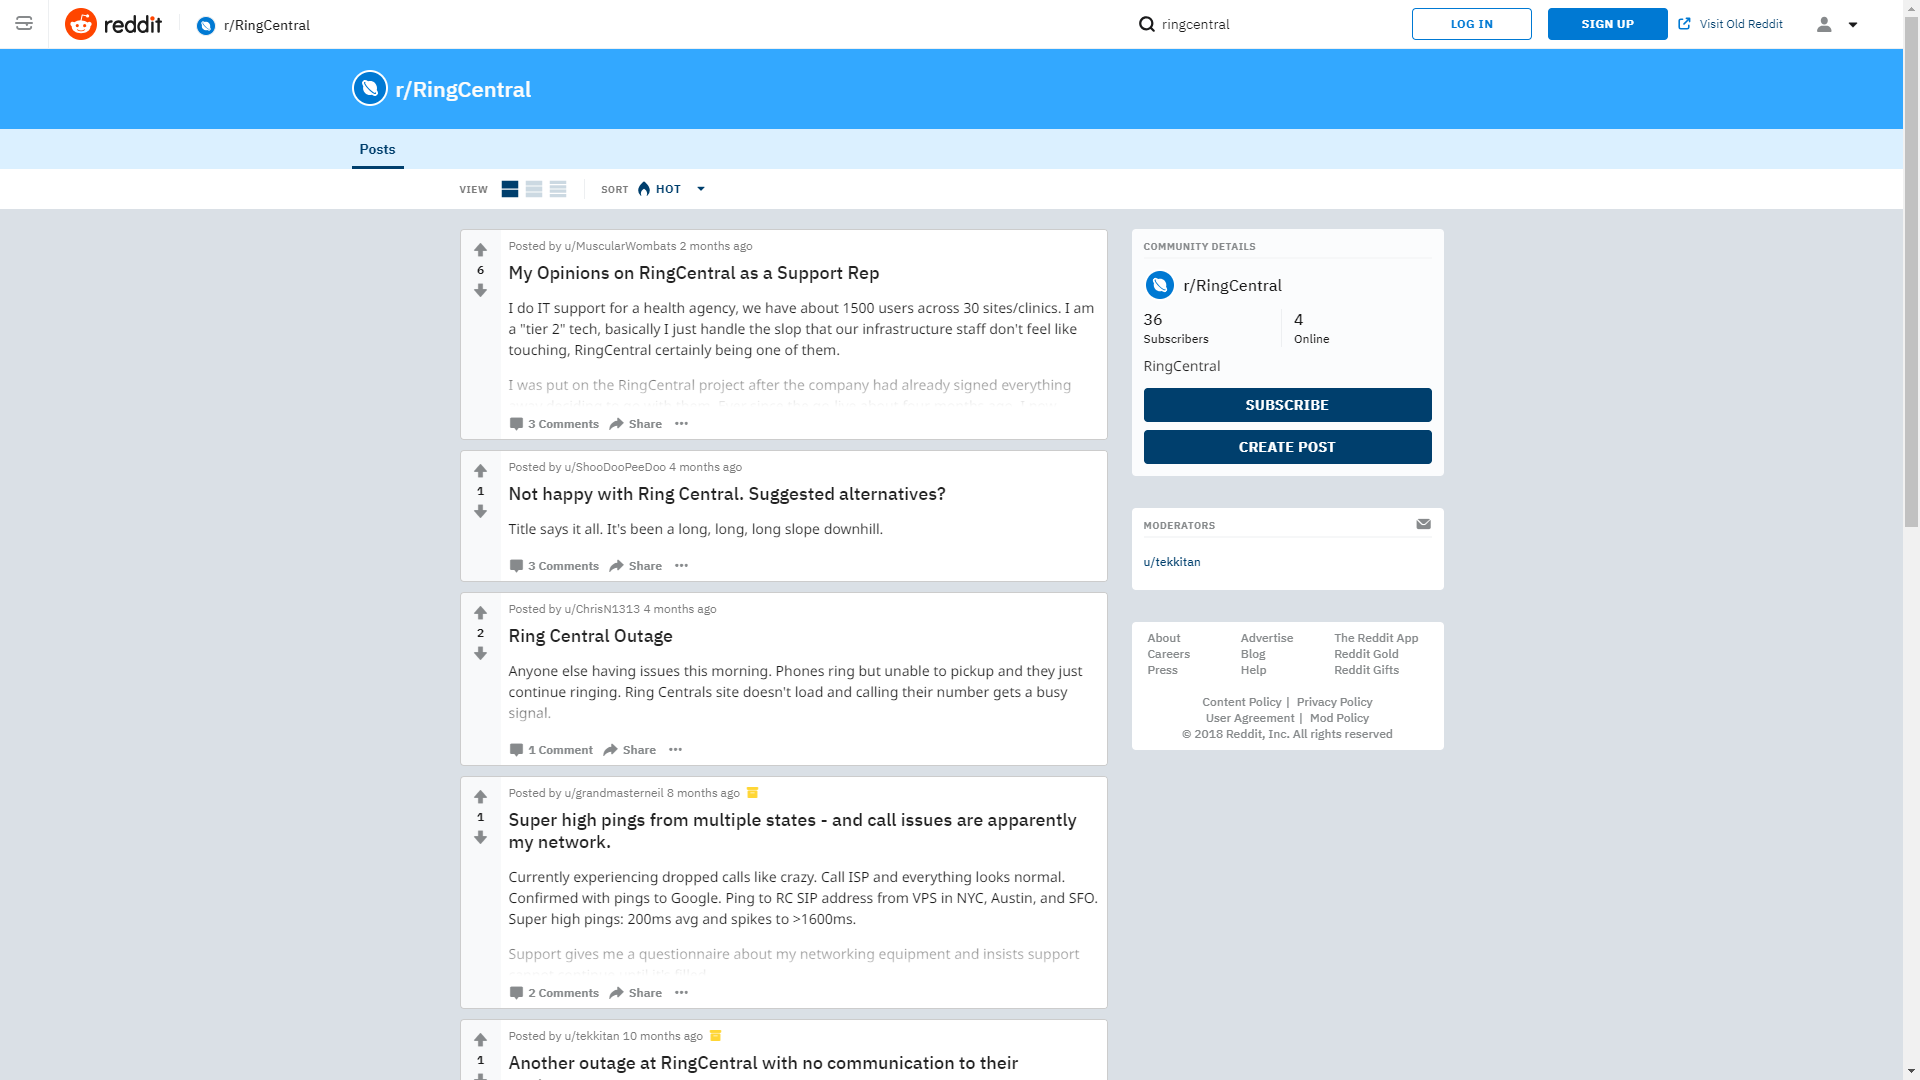 reddit
r/RingCentral
ringcentral
LOG IN
SIGN UP
Visit Old Reddit
r/RingCentral
Posts
VIEW
SORT
HOT
Posted by u/MuscularWombats 2 months ago
6
My Opinions on RingCentral as a Support Rep
I do IT support for a health agency, we have about 1500 users across 30 sites/clinics. I am
a "tier 2" tech, basically I just handle the slop that our infrastructure staff don't feel like
touching, RingCentral certainly being one of them.
I was put on the RingCentral project after the company had already signed everything
3 Comments
Share
Posted by u/ShooDooPeeDoo 4 months ago
1
Not happy with Ring Central. Suggested alternatives?
Title says it all. It's been a long, long, long slope downhill.
3 Comments
Share
Posted by u/ChrisN1313 4 months ago
2
Ring Central Outage
Anyone else having issues this morning. Phones ring but unable to pickup and they just
continue ringing. Ring Centrals site doesn't load and calling their number gets a busy
signal.
1 Comment
Share
Posted by u/grandmasterneil 8 months ago
1
Super high pings from multiple states - and call issues are apparently
my network.
Currently experiencing dropped calls like crazy. Call ISP and everything looks normal.
Confirmed with pings to Google. Ping to RC SIP address from VPS in NYC, Austin, and SFO.
Super high pings: 200ms avg and spikes to >1600ms.
Support gives me a questionnaire about my networking equipment and insists support
2 Comments
Share
Posted by u/tekkitan 10 months ago
1
Another outage at RingCentral with no communication to their
COMMUNITY DETAILS
r/RingCentral
36
Subscribers
4
Online
RingCentral
SUBSCRIBE
CREATE POST
MODERATORS
u/tekkitan
About
Advertise
The Reddit App
Careers
Blog
Reddit Gold
Press
Help
Reddit Gifts
Content Policy | Privacy Policy
User Agreement | Mod Policy
© 2018 Reddit, Inc. All rights reserved